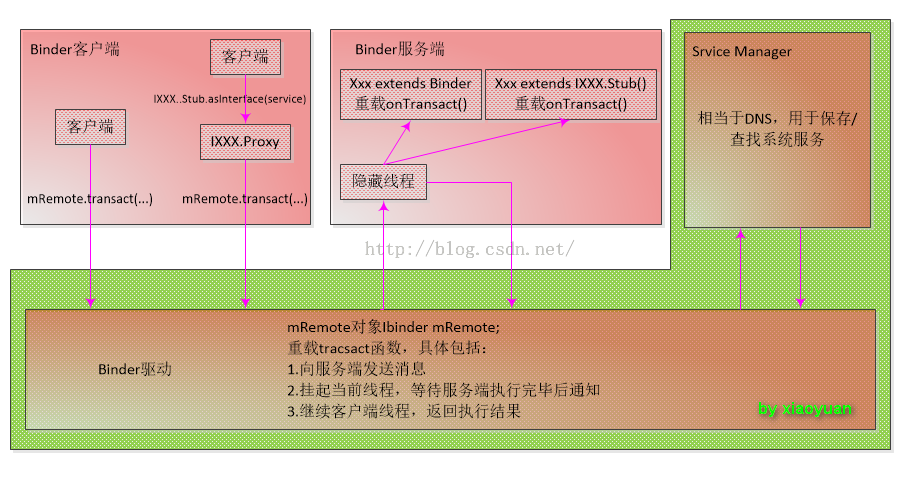 Binder客户端
客户端
IXXX..Stub.asInterface(service)
客户端
IXXX.Proxy
mRemote.transact(...)
mRemote.transact(...)
Binder服务端
Xxx extends Binder
重载onTransact()
Xxx extends IXXX.Stub()
重载onTransact()
隐藏线程
Srvice Manager
相当于DNS，用于保存/
查找系统服务
http://blog.csdn.net/
Binder驱动
mRemote对象Ibinder mRemote;
重载tracsact函数，具体包括：
1.向服务端发送消息
2.挂起当前线程，等待服务端执行完毕后通知
3.继续客户端线程，返回执行结果
by xiaoyuan